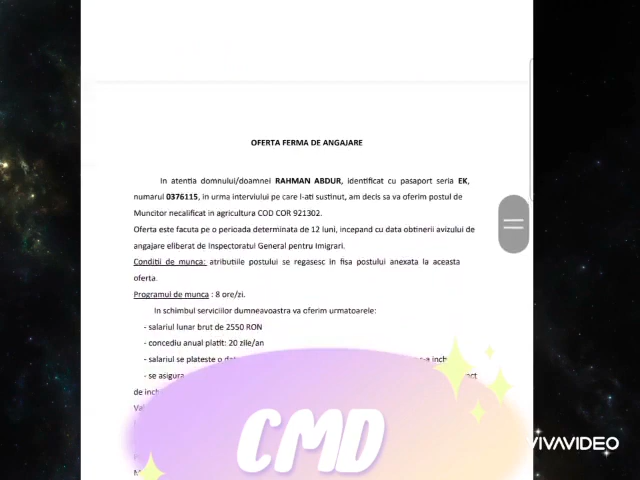 OFERTA FERMA DE ANGAJARE
In atentia domnului/doamnei RAHMAN ABDUR, identificat cu pasaport seria EK,
numarul 0376115, in urma interviului pe care l-ati sustinut, am decis sa va oferim postul de
Muncitor necalificat in agricultura COD COR 921302.
Oferta este facuta pe o perioada determinata de 12 luni, incepand cu data obtinerii avizului de
angajare eliberat de Inspectoratul General pentru Imigrari.
Conditii de munca: atributiile postului se regasesc in fisa postului anexata la aceasta
oferta.
Programul de munca : 8 ore/zi.
In schimbul serviciilor dumneavoastra va oferim urmatoarele:
- salariul lunar brut de 2550 RON
- concediu anual platit: 20 zile/an
- salariul se plateste o
- se asigura
de
CMD
VIVAVIDEO